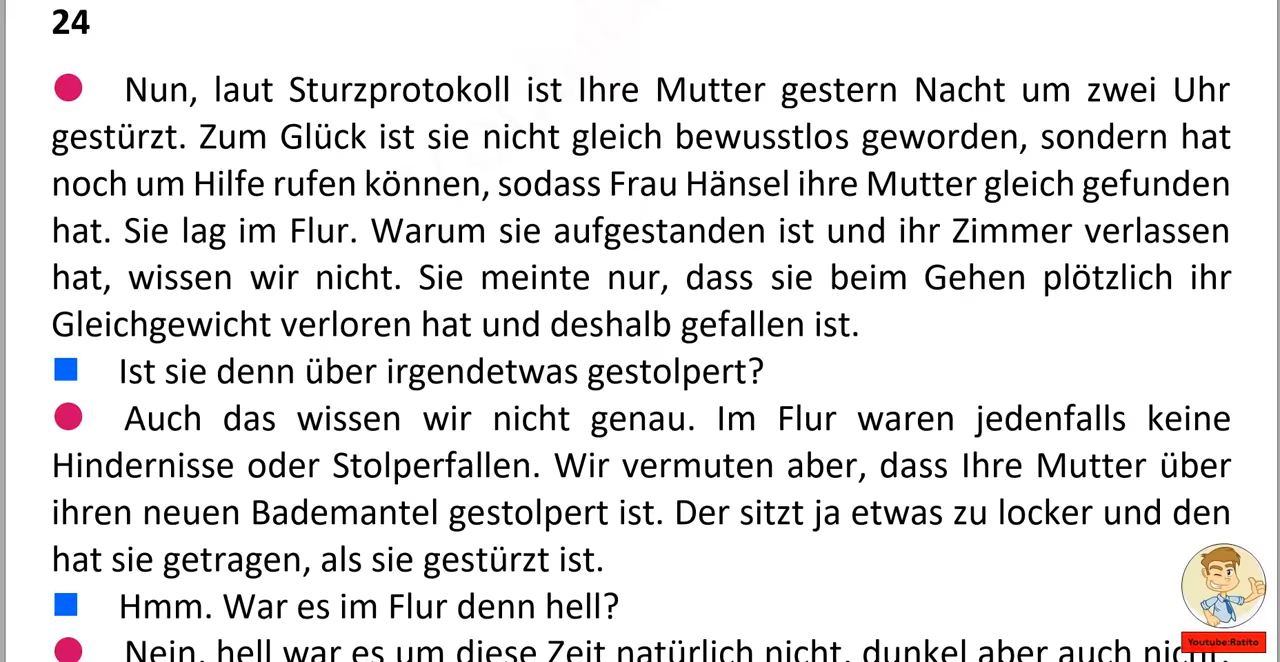 24
Nun, laut Sturzprotokoll ist Ihre Mutter gestern Nacht um zwei Uhr
gestürzt. Zum Glück ist sie nicht gleich bewusstlos geworden, sondern hat
noch um Hilfe rufen können, sodass Frau Hänsel ihre Mutter gleich gefunden
hat. Sie lag im Flur. Warum sie aufgestanden ist und ihr Zimmer verlassen
hat, wissen wir nicht. Sie meinte nur, dass sie beim Gehen plötzlich ihr
Gleichgewicht verloren hat und deshalb gefallen ist.
Ist sie denn über irgendetwas gestolpert?
Auch das wissen wir nicht genau. Im Flur waren jedenfalls keine
Hindernisse oder Stolperfallen. Wir vermuten aber, dass Ihre Mutter über
ihren neuen Bademantel gestolpert ist. Der sitzt ja etwas zu locker und den
hat sie getragen, als sie gestürzt ist.
Hmm. War es im Flur denn hell?
Nein, hell war es um diese Zeit natürlich nicht, dunkel aber auch
Youtube:Ratito